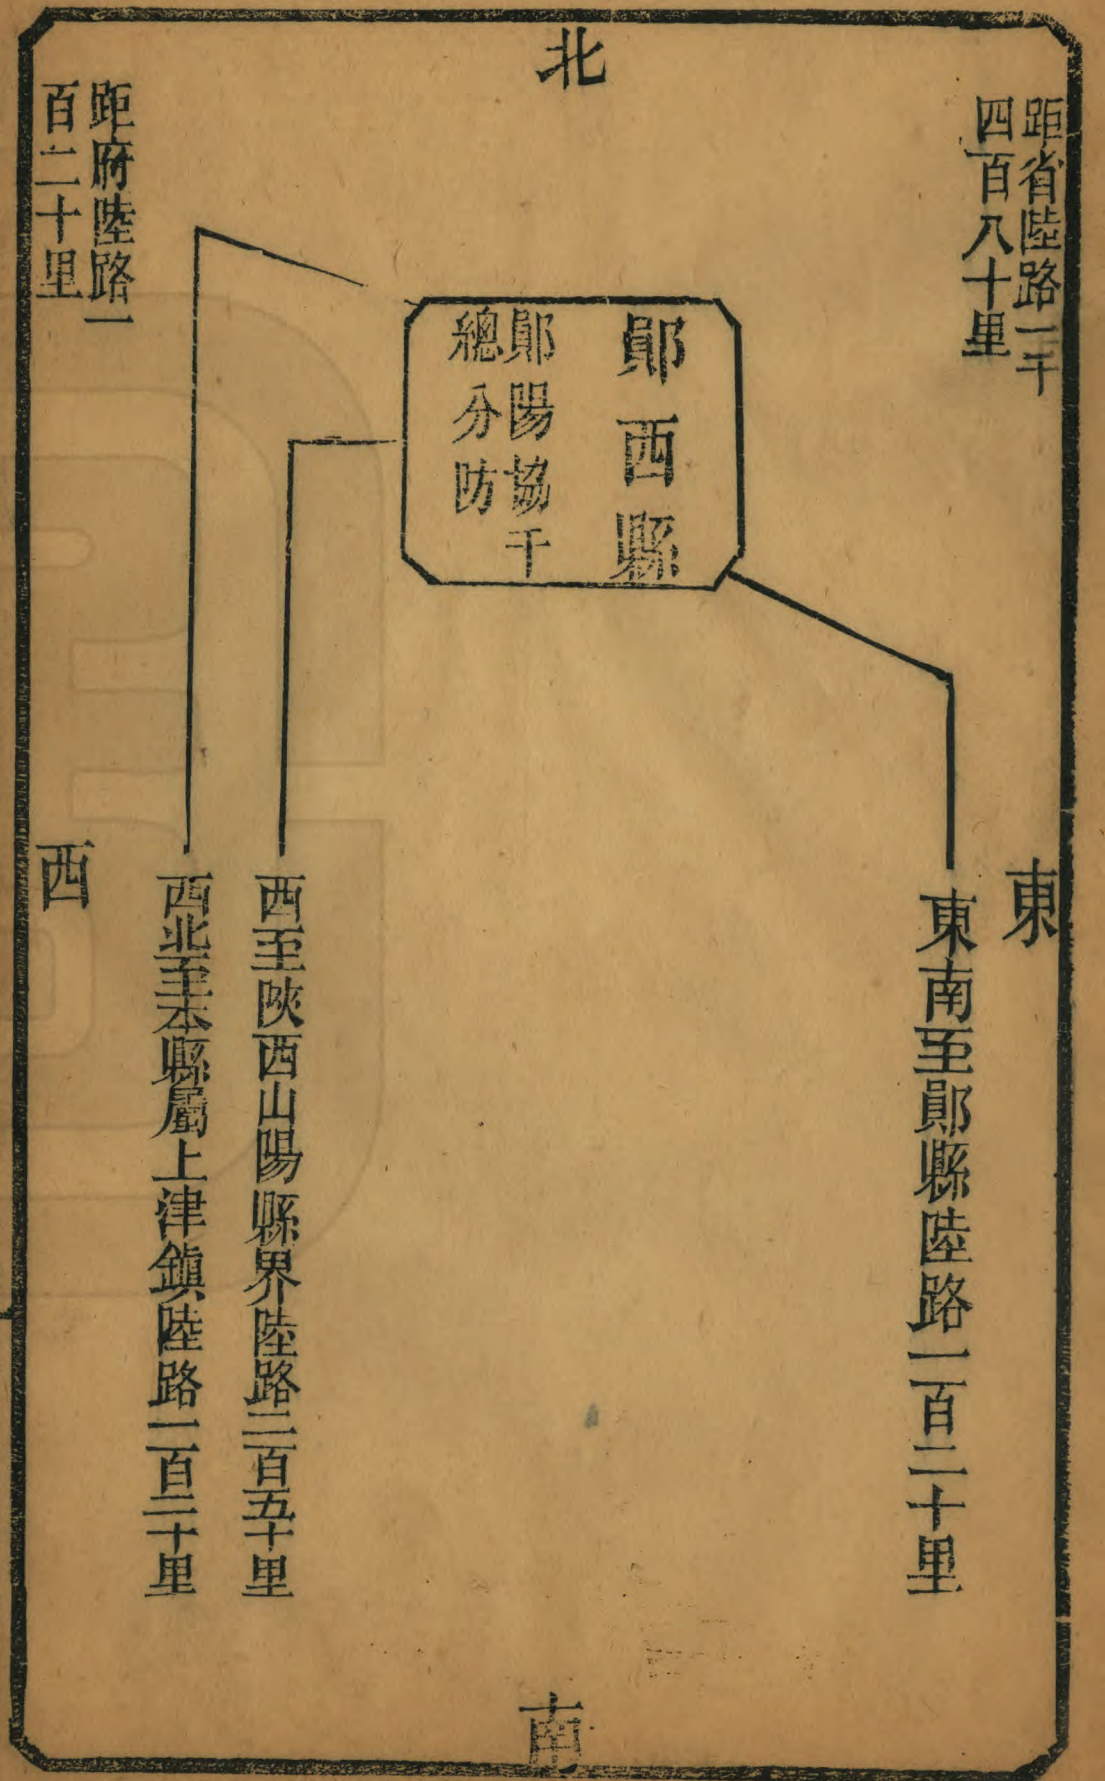 北
距省陸路一千
四百八十里
距府陸路一
百二十里
鄖西縣
鄖陽協千
總分防
東
東南至鄖縣陸路一百二十里
西至陜西山陽縣界陸路二百五十里
西北至本縣屬上津鎭陸路一百二十里
西
南